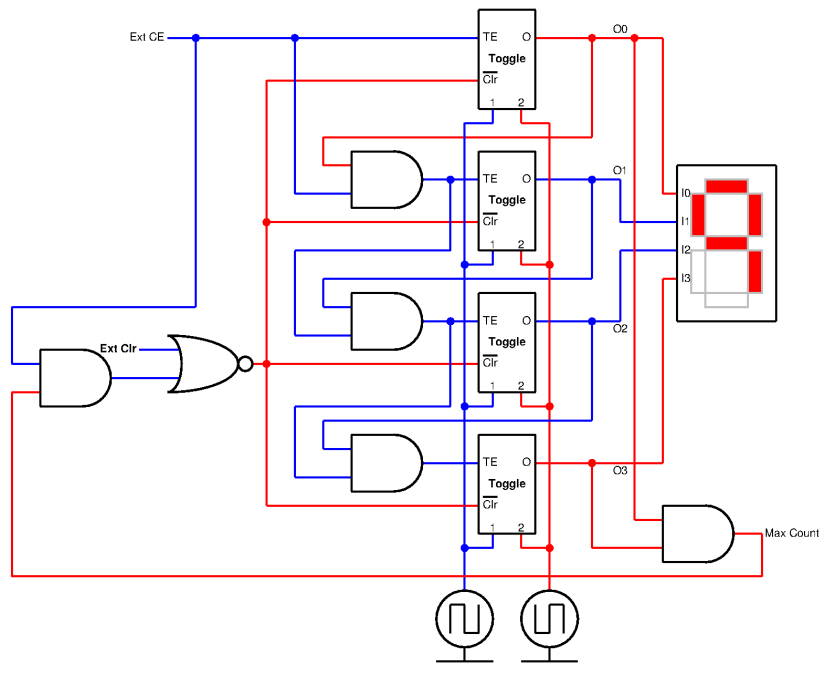 Ext CE
TE O
Toggle
Clr
1 2
O0
TE O
Toggle
Clr
1 2
O1
I0
I1
I2
I3
TE O
Toggle
Clr
1 2
O2
Ext Clr
TE O
Toggle
Clr
1 2
O3
Max Count